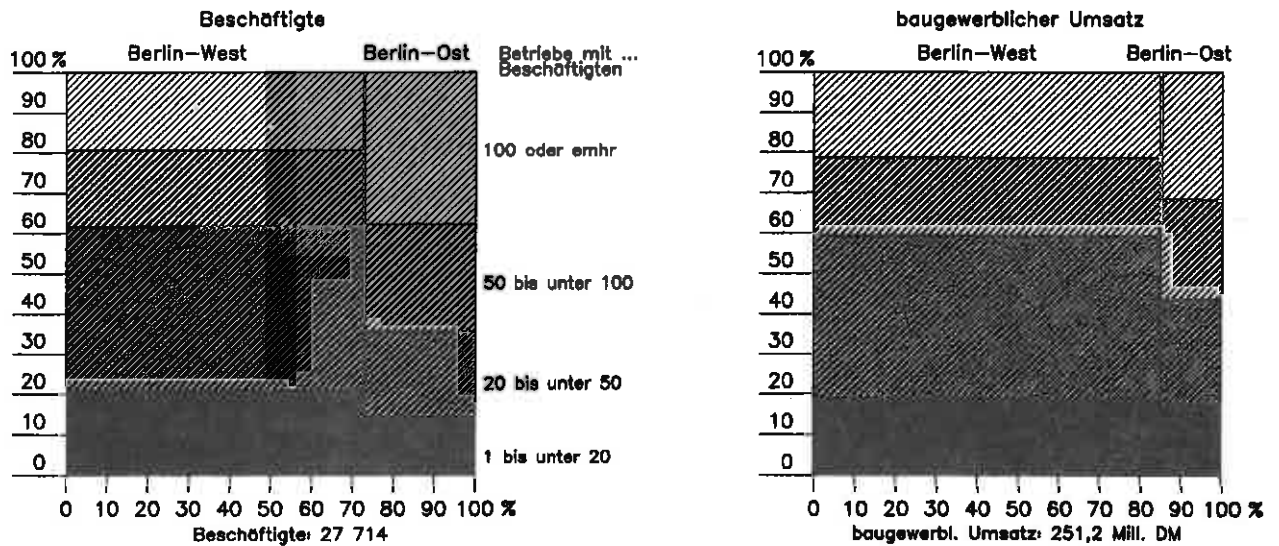 Beschäftigte
Berlin-West Berlin-Ost Betriebe mit ... Beschäftigten
100 %
90
80
70
60
50
40
30
20
10
0
100 oder emhr
50 bis unter 100
20 bis unter 50
1 bis unter 20
0 10 20 30 40 50 60 70 80 90 100 %
Beschäftigte: 27 714
baugewerblicher Umsatz
Berlin-West Berlin-Ost
100 %
90
80
70
60
50
40
30
20
10
0
0 10 20 30 40 50 60 70 80 90 100 %
baugewerbl. Umsatz: 251,2 Mill. DM